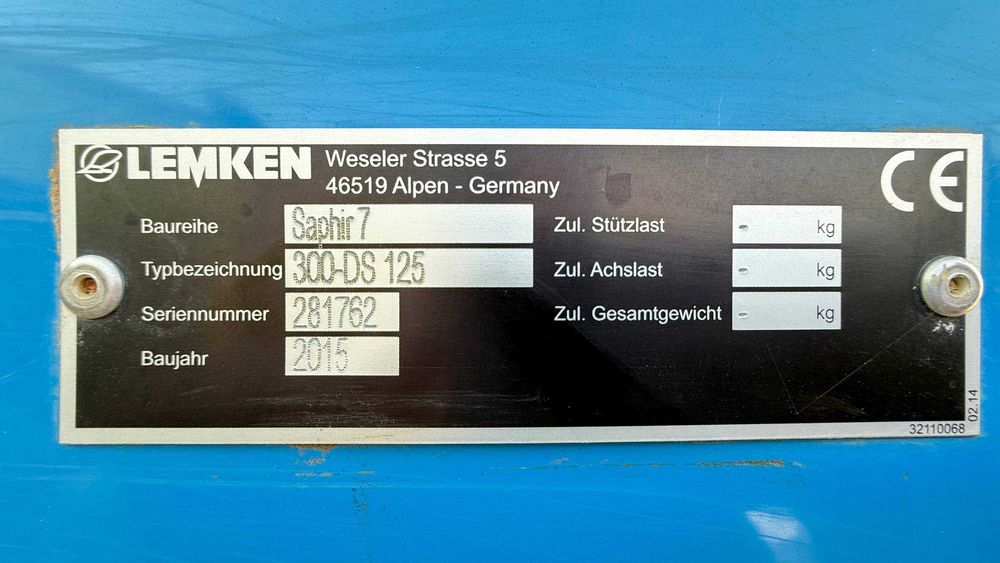 LEMKEN Weseler Strasse 5
46519 Alpen - Germany
CE
Baureihe Saphir 7 Zul. Stützlast - kg
Typbezeichnung 300-DS 125 Zul. Achslast - kg
Seriennummer 281762 Zul. Gesamtgewicht - kg
Baujahr 2015
32110068
02.14